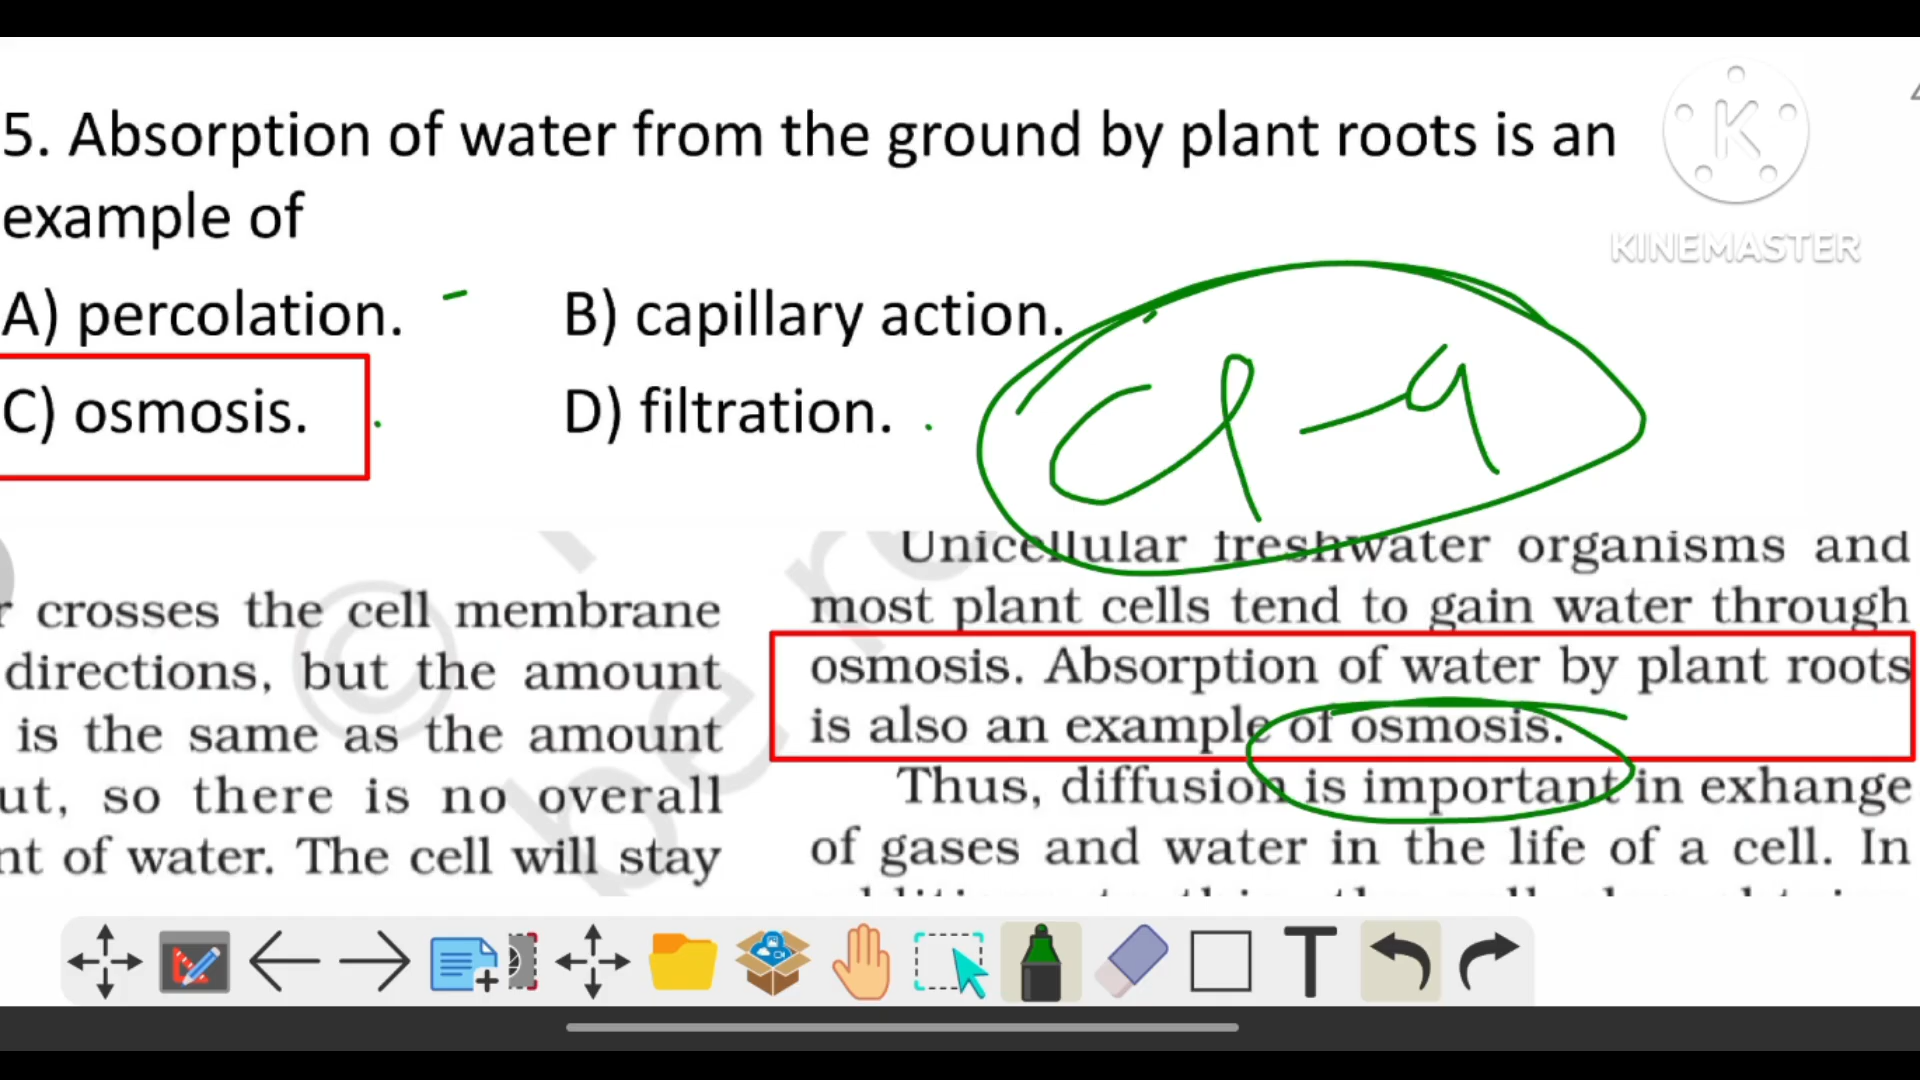 5. Absorption of water from the ground by plant roots is an
example of
A) percolation.
B) capillary action.
C) osmosis.
D) filtration.
KINEMASTER
cl-9
crosses the cell membrane
directions, but the amount
is the same as the amount
so there is no overall
of water. The cell will stay
Unicellular freshwater organisms and
most plant cells tend to gain water through
osmosis. Absorption of water by plant roots
is also an example of osmosis.
Thus, diffusion is important in exhange
of gases and water in the life of a cell. In